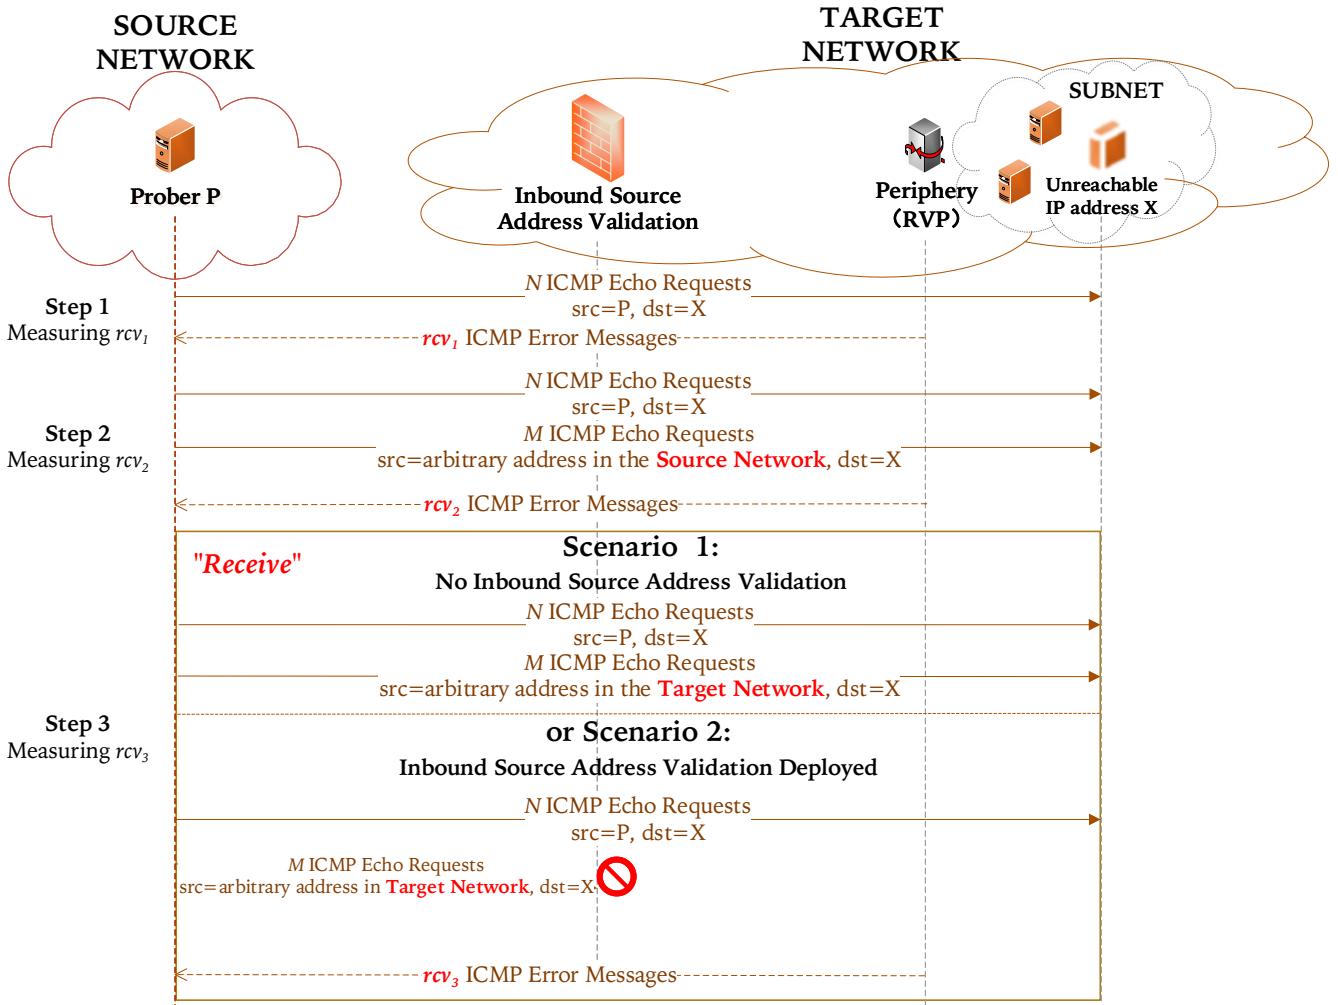 SOURCE
NETWORK
TARGET
NETWORK
SUBNET
Prober P
Inbound Source
Address Validation
Periphery
(RVP)
Unreachable
IP address X
Step 1
Measuring rcv1
N ICMP Echo Requests
src=P, dst=X
rcv1 ICMP Error Messages
Step 2
Measuring rcv2
N ICMP Echo Requests
src=P, dst=X
M ICMP Echo Requests
src=arbitrary address in the Source Network, dst=X
rcv2 ICMP Error Messages
Step 3
Measuring rcv3
"Receive"
Scenario 1:
No Inbound Source Address Validation
N ICMP Echo Requests
src=P, dst=X
M ICMP Echo Requests
src=arbitrary address in the Target Network, dst=X
or Scenario 2:
Inbound Source Address Validation Deployed
N ICMP Echo Requests
src=P, dst=X
M ICMP Echo Requests
src=arbitrary address in Target Network, dst=X
rcv3 ICMP Error Messages